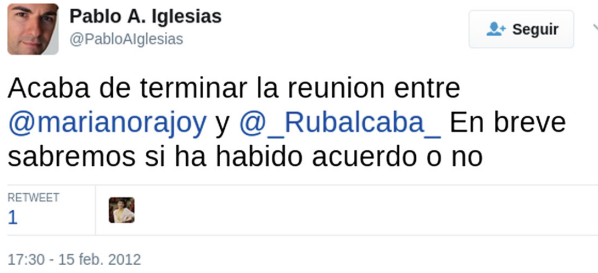 Pablo A. Iglesias
@PabloAIglesias
Seguir
Acaba de terminar la reunion entre
@marianorajoy y @_Rubalcaba_ En breve
sabremos si ha habido acuerdo o no
RETWEET
1
17:30 - 15 feb. 2012